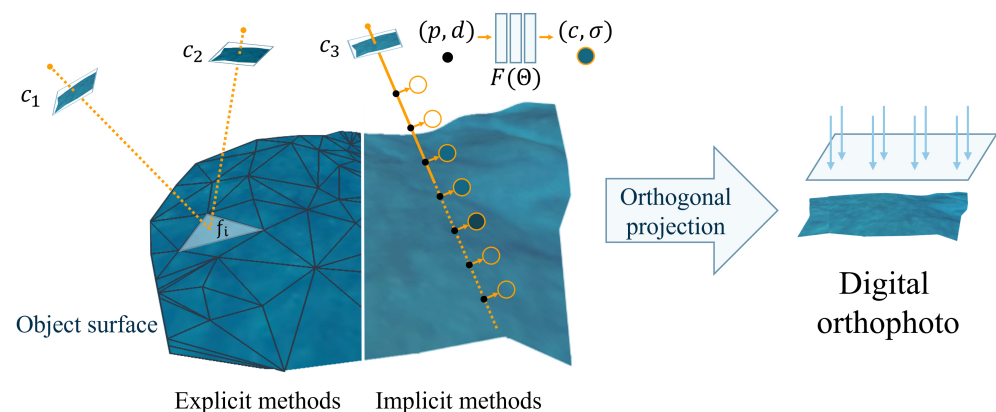 c₁
c₂
c₃
(p, d)
(c, σ)
F(Θ)
fᵢ
Object surface
Explicit methods
Implicit methods
Orthogonal
projection
Digital
orthophoto